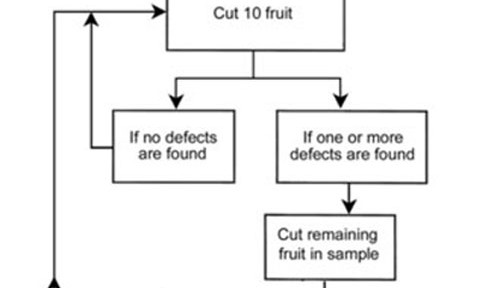 Cut 10 fruit
If no defects
are found
If one or more
defects are found
Cut remaining
fruit in sample